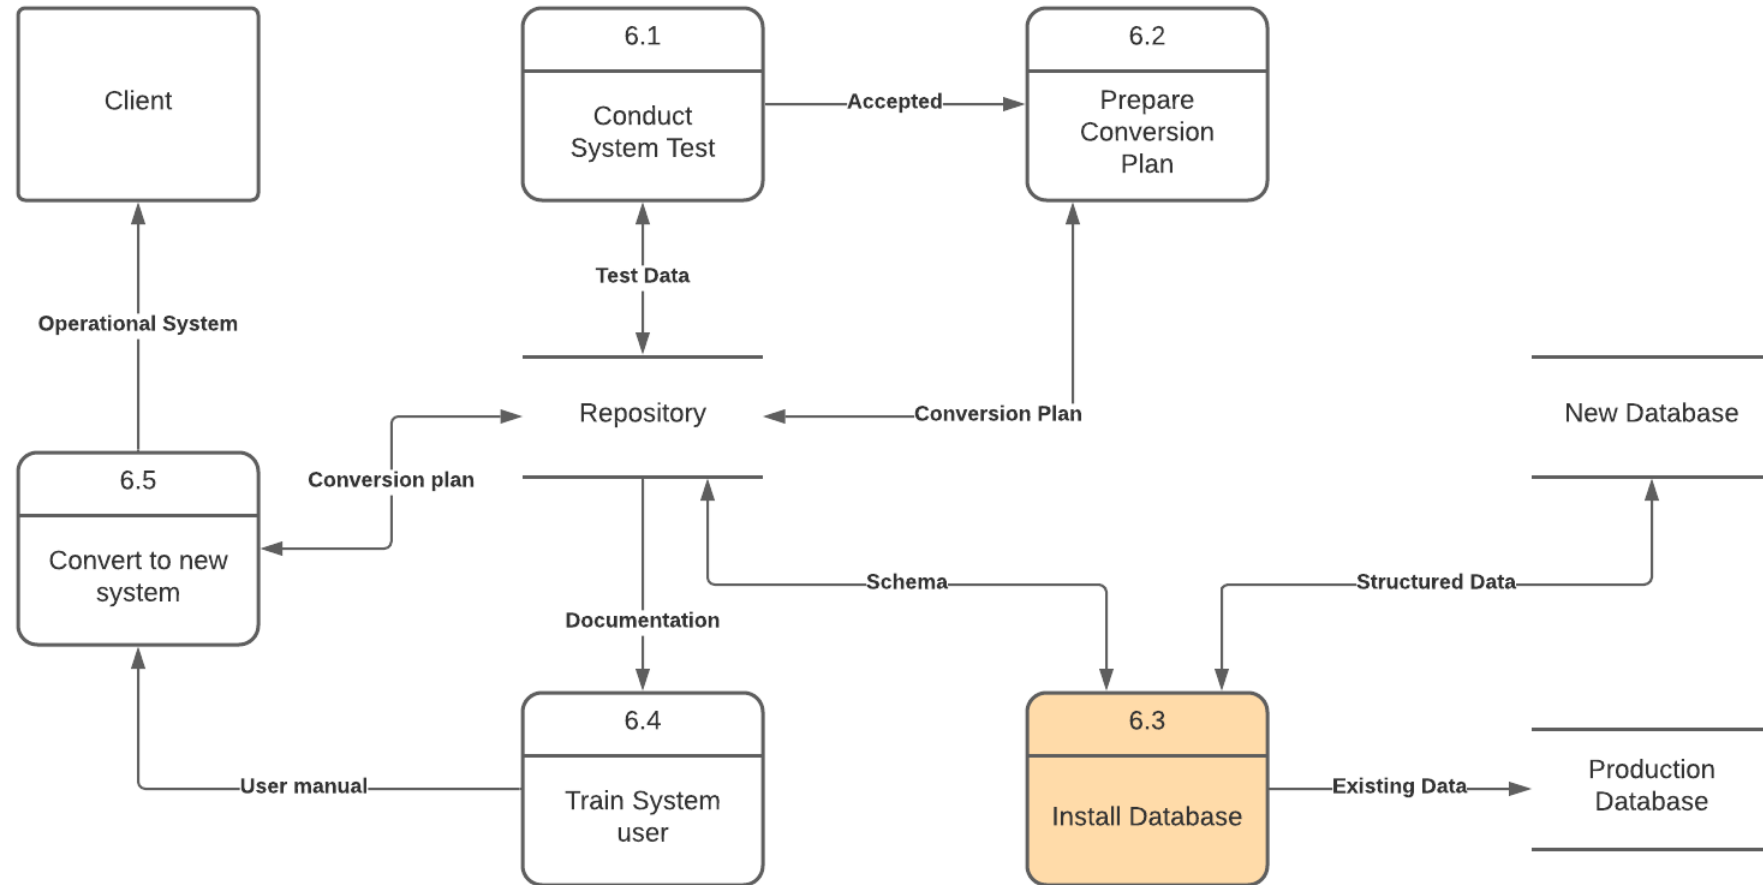 Client
6.1
Conduct
System Test
Accepted
6.2
Prepare
Conversion
Plan
Test Data
Operational System
Repository
Conversion Plan
New Database
6.5
Convert to new
system
Conversion plan
Schema
Structured Data
Documentation
6.4
Train System
user
User manual
6.3
Install Database
Existing Data
Production
Database